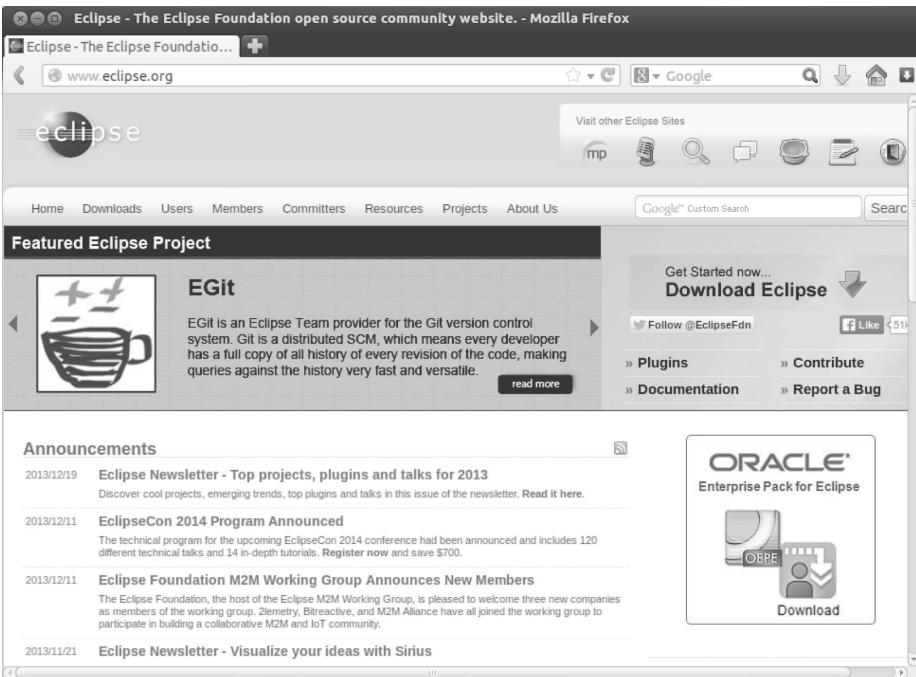 Eclipse - The Eclipse Foundation open source community website. - Mozilla Firefox
Eclipse - The Eclipse Foundatio...
www.eclipse.org
Google
eclipse
Visit other Eclipse Sites
mp
Home Downloads Users Members Committers Resources Projects About Us
Google™ Custom Search
Searc
Featured Eclipse Project
EGit
EGit is an Eclipse Team provider for the Git version control
system. Git is a distributed SCM, which means every developer
has a full copy of all history of every revision of the code, making
queries against the history very fast and versatile.
read more
Get Started now...
Download Eclipse
Follow @EclipseFdn
Like
51k
» Plugins
» Contribute
» Documentation
» Report a Bug
Announcements
2013/12/19 Eclipse Newsletter - Top projects, plugins and talks for 2013
Discover cool projects, emerging trends, top plugins and talks in this issue of the newsletter. Read it here.
2013/12/11 EclipseCon 2014 Program Announced
The technical program for the upcoming EclipseCon 2014 conference had been announced and includes 120
different technical talks and 14 in-depth tutorials. Register now and save $700.
2013/12/11 Eclipse Foundation M2M Working Group Announces New Members
The Eclipse Foundation, the host of the Eclipse M2M Working Group, is pleased to welcome three new companies
as members of the working group. 2lemetry, Bitreactive, and M2M Alliance have all joined the working group to
participate in building a collaborative M2M and IoT community.
2013/11/21 Eclipse Newsletter - Visualize your ideas with Sirius
ORACLE
Enterprise Pack for Eclipse
OEPE
Download